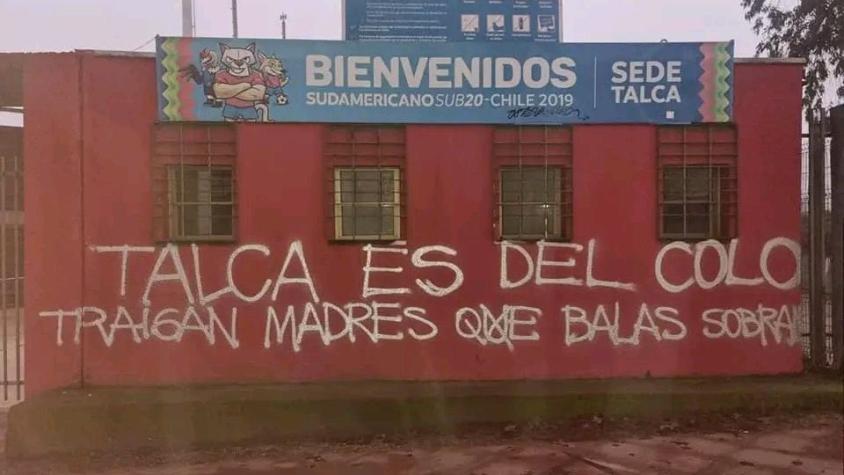 BIENVENIDOS
SUDAMERICANO SUB20-CHILE 2019
SEDE
TALCA
TALCA ES DEL COLO
TRAIGAN MADRES QUE BALAS SOBRAN